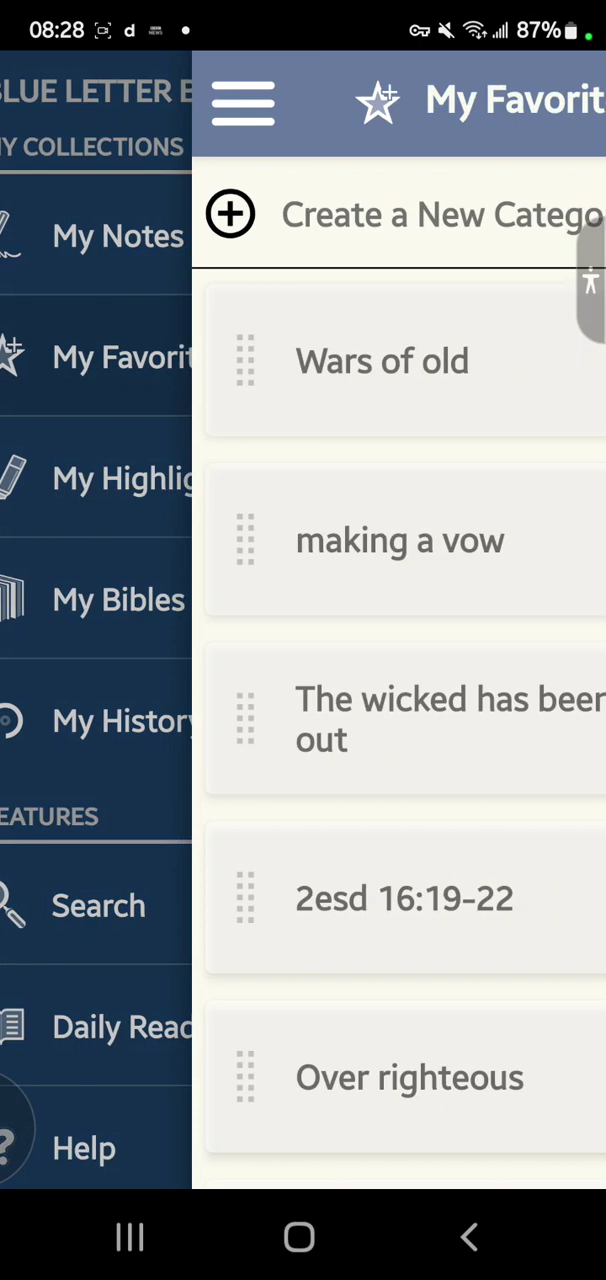 08:28 d 87%
BLUE LETTER B
MY COLLECTIONS
My Notes
My Favorit
My Highlig
My Bibles
My History
FEATURES
Search
Daily Read
Help
My Favorit
Create a New Catego
Wars of old
making a vow
The wicked has been
out
2esd 16:19-22
Over righteous